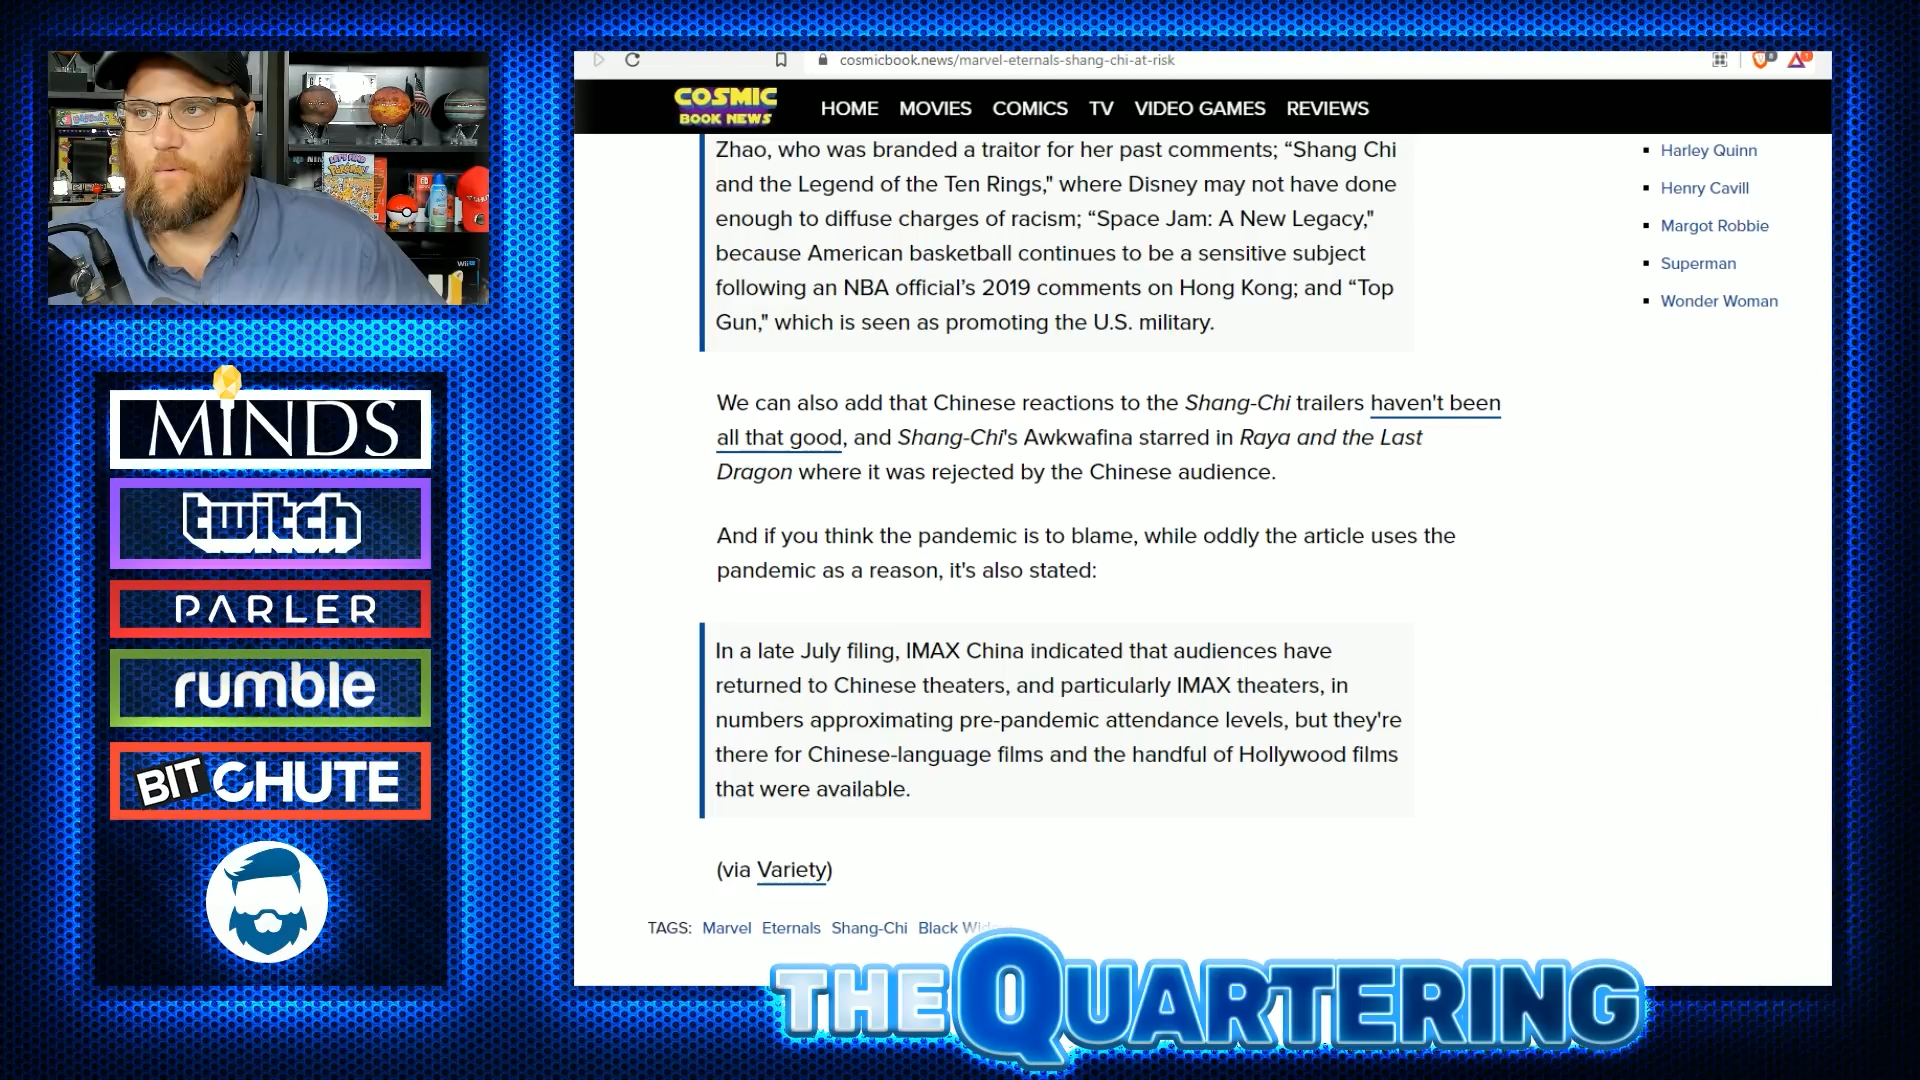 cosmicbook.news/marvel-eternals-shang-chi-at-risk
COSMIC
BOOK NEWS
HOME MOVIES COMICS TV VIDEO GAMES REVIEWS
Zhao, who was branded a traitor for her past comments; “Shang Chi
and the Legend of the Ten Rings," where Disney may not have done
enough to diffuse charges of racism; “Space Jam: A New Legacy,"
because American basketball continues to be a sensitive subject
following an NBA official’s 2019 comments on Hong Kong; and “Top
Gun," which is seen as promoting the U.S. military.
We can also add that Chinese reactions to the Shang-Chi trailers haven't been
all that good, and Shang-Chi's Awkwafina starred in Raya and the Last
Dragon where it was rejected by the Chinese audience.
And if you think the pandemic is to blame, while oddly the article uses the
pandemic as a reason, it's also stated:
In a late July filing, IMAX China indicated that audiences have
returned to Chinese theaters, and particularly IMAX theaters, in
numbers approximating pre-pandemic attendance levels, but they're
there for Chinese-language films and the handful of Hollywood films
that were available.
(via Variety)
TAGS: Marvel Eternals Shang-Chi Black
Harley Quinn
Henry Cavill
Margot Robbie
Superman
Wonder Woman
MINDS
twitch
PARLER
rumble
BITCHUTE
THE QUARTERING
Pokémon
Wii